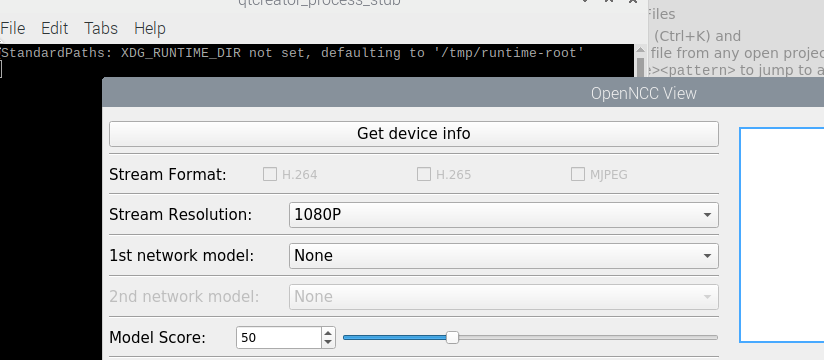 qtcreator_process_stub
File Edit Tabs Help
StandardPaths: XDG_RUNTIME_DIR not set, defaulting to '/tmp/runtime-root'
Files
(Ctrl+K) and
file from any open projec
<pattern> to jump to a
OpenNCC View
Get device info
Stream Format: H.264 H.265 MJPEG
Stream Resolution: 1080P
1st network model: None
2nd network model: None
Model Score: 50